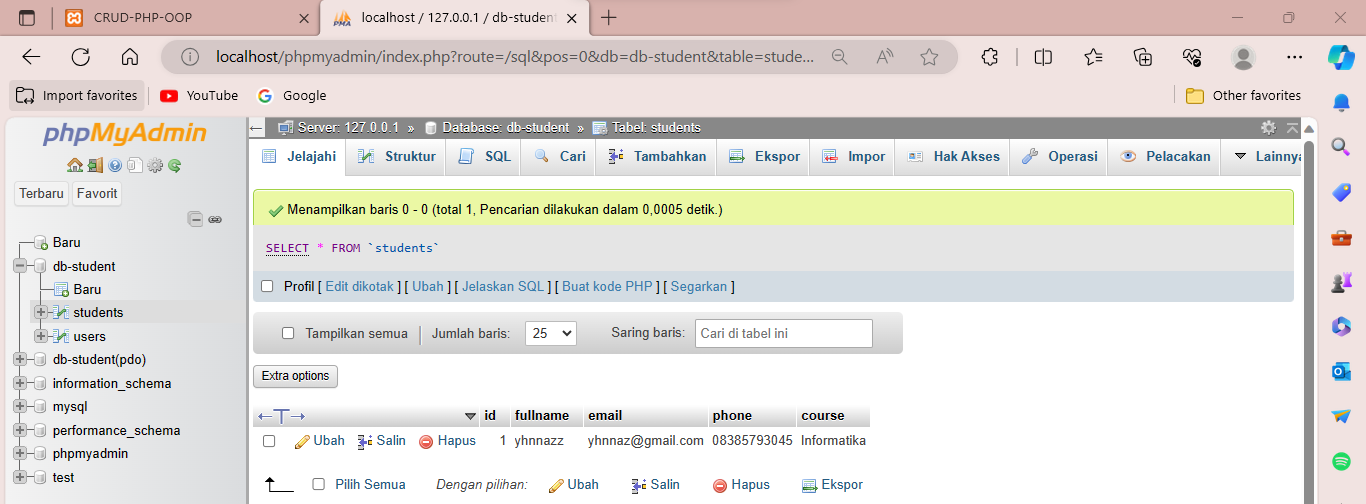 CRUD-PHP-OOP
localhost / 127.0.0.1 / db-student
localhost/phpmyadmin/index.php?route=/sql&pos=0&db=db-student&table=stude...
Import favorites
YouTube
Google
Other favorites
phpMyAdmin
Terbaru
Favorit
Baru
db-student
Baru
students
users
db-student(pdo)
information_schema
mysql
performance_schema
phpmyadmin
test
Server: 127.0.0.1 » Database: db-student » Tabel: students
Jelajahi Struktur SQL Cari Tambahkan Ekspor Impor Hak Akses Operasi Pelacakan Lainnya
Menampilkan baris 0 - 0 (total 1, Pencarian dilakukan dalam 0,0005 detik.)
SELECT * FROM `students`
Profil [ Edit dikotak ] [ Ubah ] [ Jelaskan SQL ] [ Buat kode PHP ] [ Segarkan ]
Tampilkan semua Jumlah baris: 25 Saring baris: Cari di tabel ini
Extra options
←T→ id fullname email phone course
Ubah Salin Hapus 1 yhnnazz yhnnaz@gmail.com 08385793045 Informatika
Pilih Semua Dengan pilihan: Ubah Salin Hapus Ekspor